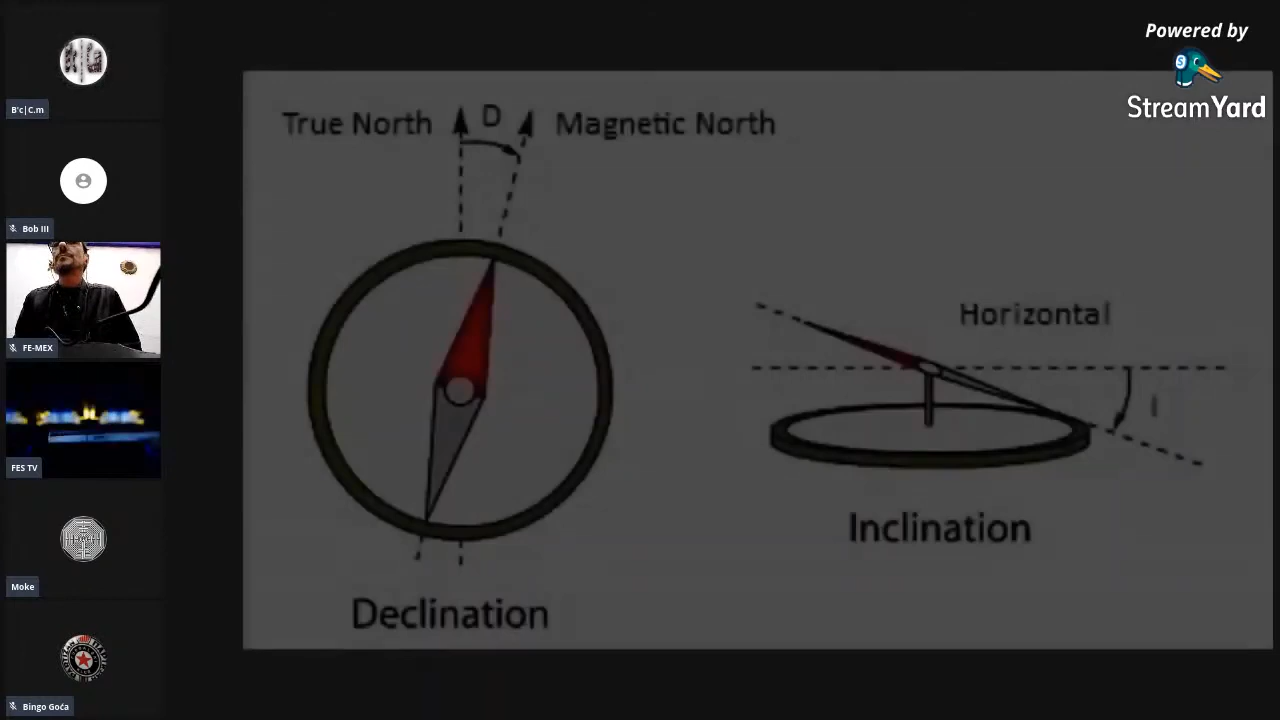 B'c|C.m
Bob III
FE-MEX
FES TV
Moke
Bingo Goća
Powered by
StreamYard
True North D Magnetic North
Declination
Horizontal
I
Inclination